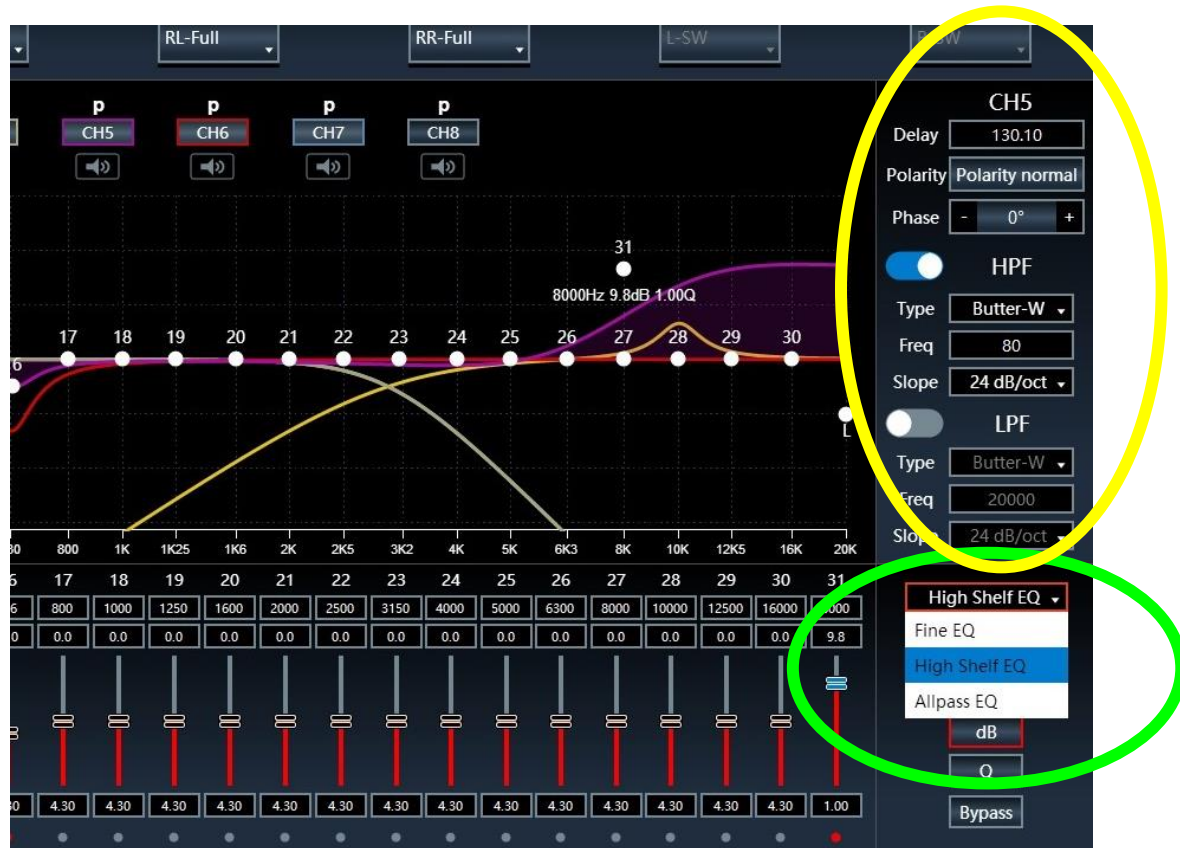 RL-Full RR-Full L-SW
p p p p
CH5 CH6 CH7 CH8
CH5
Delay 130.10
Polarity Polarity normal
Phase - 0° +
HPF
Type Butter-W
Freq 80
Slope 24 dB/oct
LPF
Type Butter-W
Freq 20000
Slope 24 dB/oct
31
8000Hz 9.8dB 1.00Q
17 18 19 20 21 22 23 24 25 26 27 28 29 30
L
800 1K 1K25 1K6 2K 2K5 3K2 4K 5K 6K3 8K 10K 12K5 16K 20K
17 18 19 20 21 22 23 24 25 26 27 28 29 30 31
800 1000 1250 1600 2000 2500 3150 4000 5000 6300 8000 10000 12500 16000
0.0 0.0 0.0 0.0 0.0 0.0 0.0 0.0 0.0 0.0 0.0 0.0 0.0 0.0 9.8
4.30 4.30 4.30 4.30 4.30 4.30 4.30 4.30 4.30 4.30 4.30 4.30 4.30 4.30 1.00
High Shelf EQ
Fine EQ
High Shelf EQ
Allpass EQ
dB
Q
Bypass